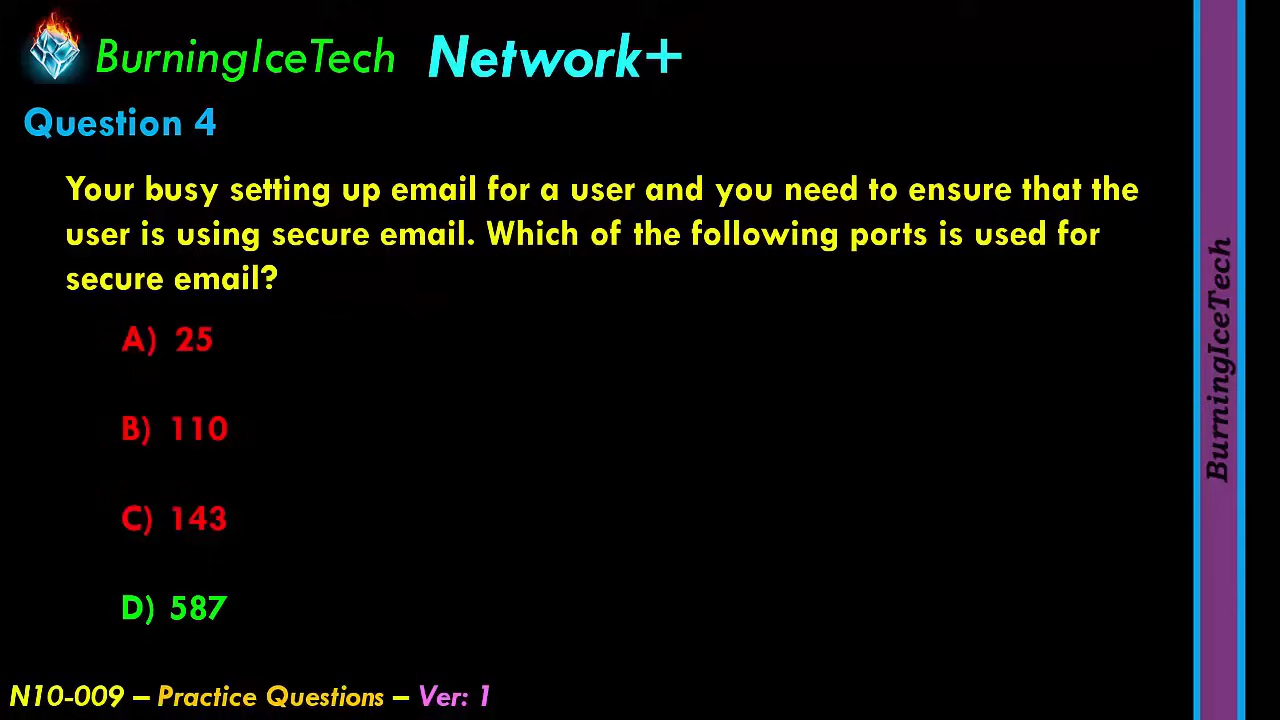 BurningIceTech Network+
Question 4
Your busy setting up email for a user and you need to ensure that the
user is using secure email. Which of the following ports is used for
secure email?
A) 25
B) 110
C) 143
D) 587
N10-009 – Practice Questions – Ver: 1
BurningIceTech